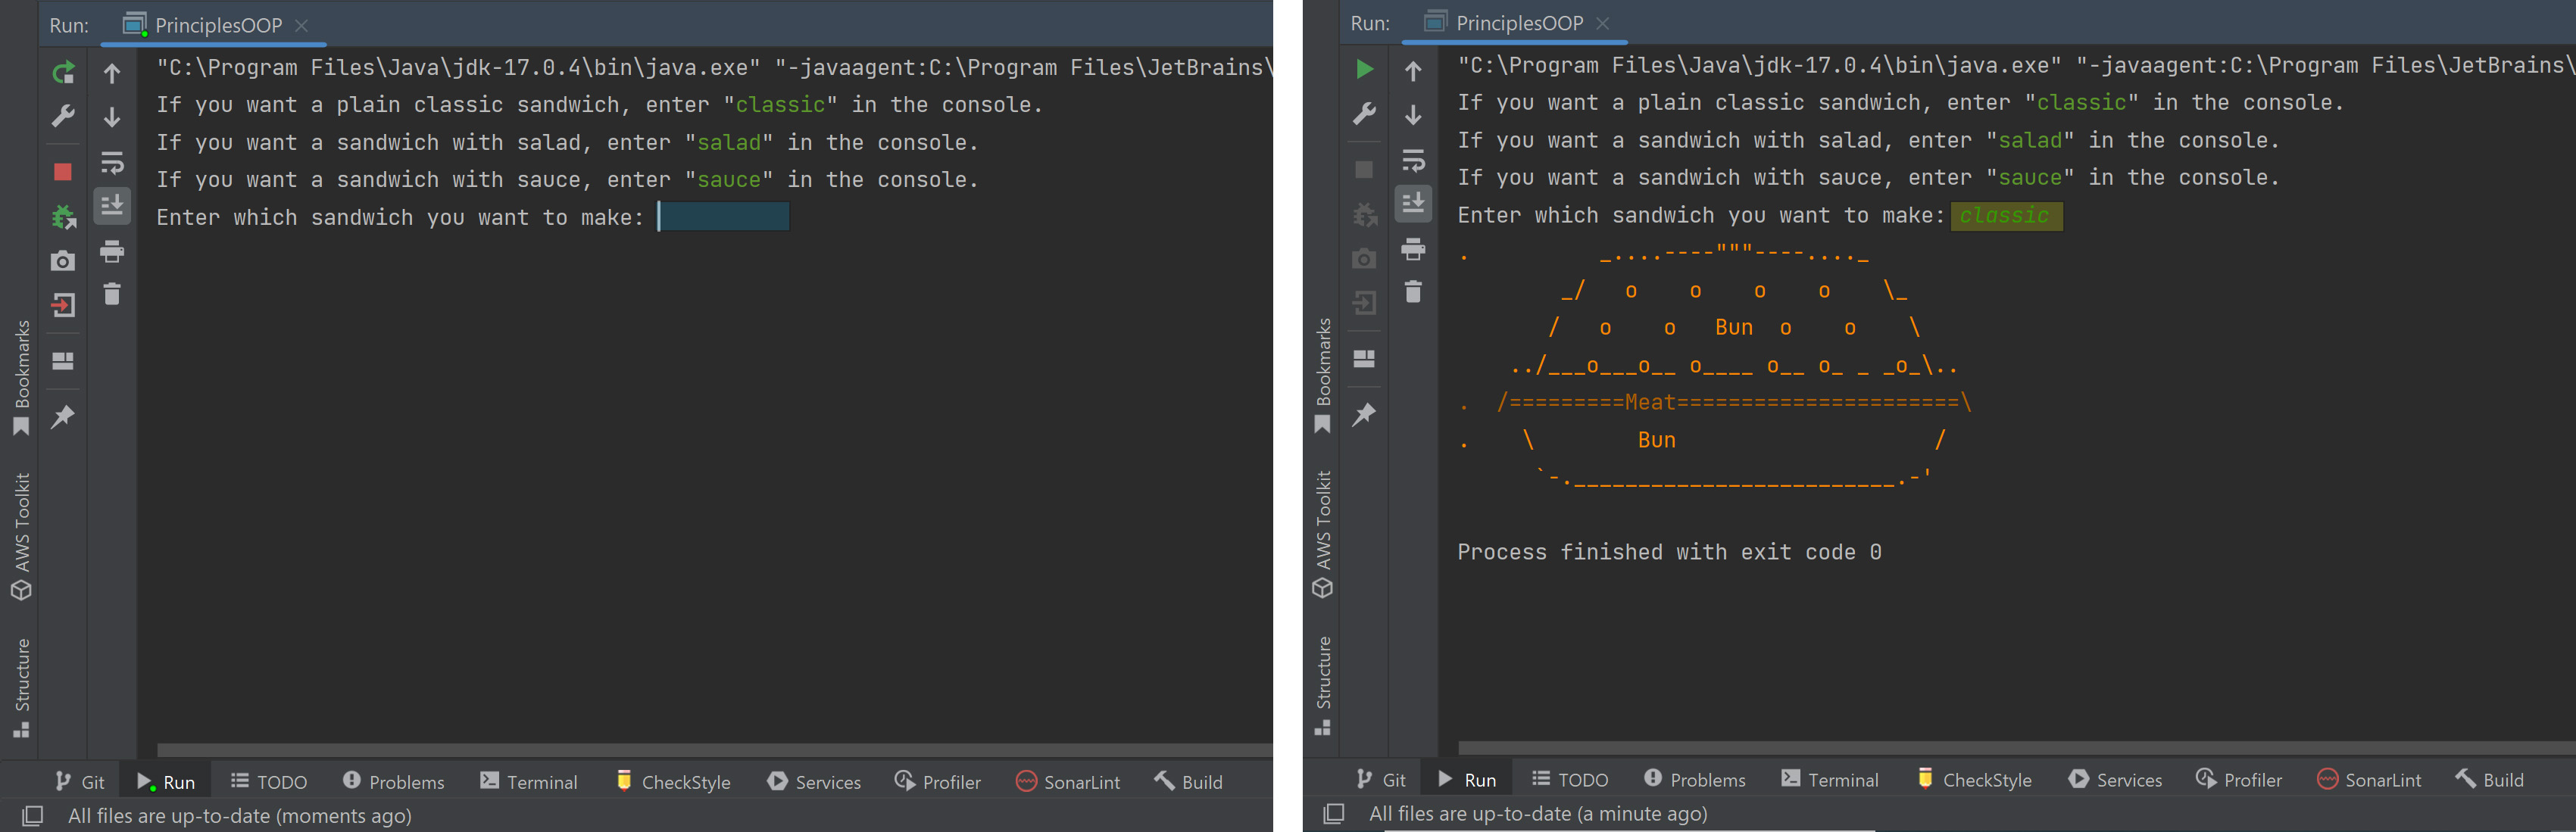 Run: PrinciplesOOP
"C:\Program Files\Java\jdk-17.0.4\bin\java.exe" "-javaagent:C:\Program Files\JetBrains\
If you want a plain classic sandwich, enter "classic" in the console.
If you want a sandwich with salad, enter "salad" in the console.
If you want a sandwich with sauce, enter "sauce" in the console.
Enter which sandwich you want to make:
Bookmarks
AWS Toolkit
Structure
Git Run TODO Problems Terminal CheckStyle Services Profiler SonarLint Build
All files are up-to-date (moments ago)
Run: PrinciplesOOP
"C:\Program Files\Java\jdk-17.0.4\bin\java.exe" "-javaagent:C:\Program Files\JetBrains\
If you want a plain classic sandwich, enter "classic" in the console.
If you want a sandwich with salad, enter "salad" in the console.
If you want a sandwich with sauce, enter "sauce" in the console.
Enter which sandwich you want to make: classic
.          _....----"""----...._
        _/   o    o    o    o    \_
       /   o    o   Bun  o    o    \
    ../___o___o__ o____ o__ o_ _ _o_\..
.  /=========Meat======================\
.    \        Bun                    /
      `-._________________________.-'
Process finished with exit code 0
Bookmarks
AWS Toolkit
Structure
Git Run TODO Problems Terminal CheckStyle Services Profiler SonarLint Build
All files are up-to-date (a minute ago)